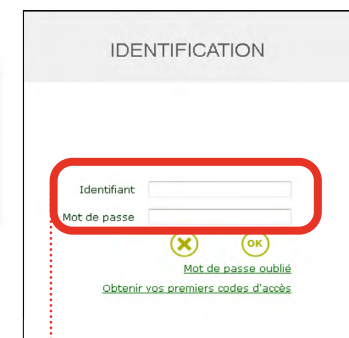 IDENTIFICATION
Identifiant
Mot de passe
OK
Mot de passe oublié
Obtenir vos premiers codes d'accès